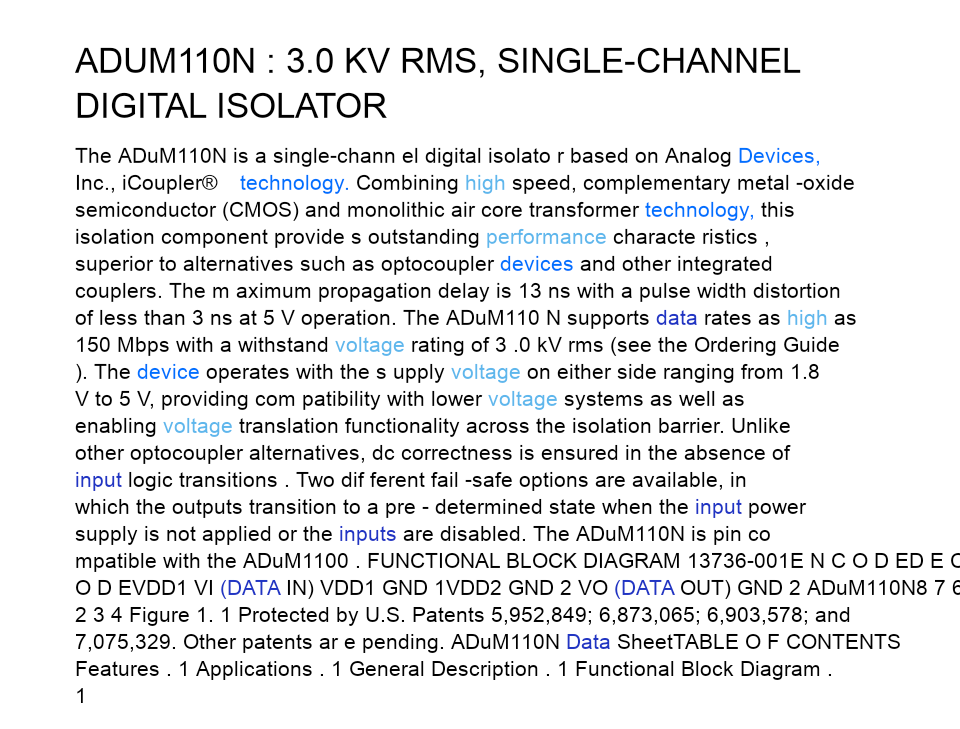 ADUM110N : 3.0 KV RMS, SINGLE-CHANNEL
DIGITAL ISOLATOR
The ADuM110N is a single-chann el digital isolato r based on Analog Devices,
Inc., iCoupler® technology. Combining high speed, complementary metal -oxide
semiconductor (CMOS) and monolithic air core transformer technology, this
isolation component provide s outstanding performance characte ristics ,
superior to alternatives such as optocoupler devices and other integrated
couplers. The m aximum propagation delay is 13 ns with a pulse width distortion
of less than 3 ns at 5 V operation. The ADuM110 N supports data rates as high as
150 Mbps with a withstand voltage rating of 3 .0 kV rms (see the Ordering Guide
). The device operates with the s upply voltage on either side ranging from 1.8
V to 5 V, providing com patibility with lower voltage systems as well as
enabling voltage translation functionality across the isolation barrier. Unlike
other optocoupler alternatives, dc correctness is ensured in the absence of
input logic transitions . Two dif ferent fail -safe options are available, in
which the outputs transition to a pre - determined state when the input power
supply is not applied or the inputs are disabled. The ADuM110N is pin co
mpatible with the ADuM1100 . FUNCTIONAL BLOCK DIAGRAM 13736-001E N C O D ED E C
O D EVDD1 VI (DATA IN) VDD1 GND 1VDD2 GND 2 VO (DATA OUT) GND 2 ADuM110N8 7 6
2 3 4 Figure 1. 1 Protected by U.S. Patents 5,952,849; 6,873,065; 6,903,578; and
7,075,329. Other patents ar e pending. ADuM110N Data SheetTABLE O F CONTENTS
Features . 1 Applications . 1 General Description . 1 Functional Block Diagram .
1